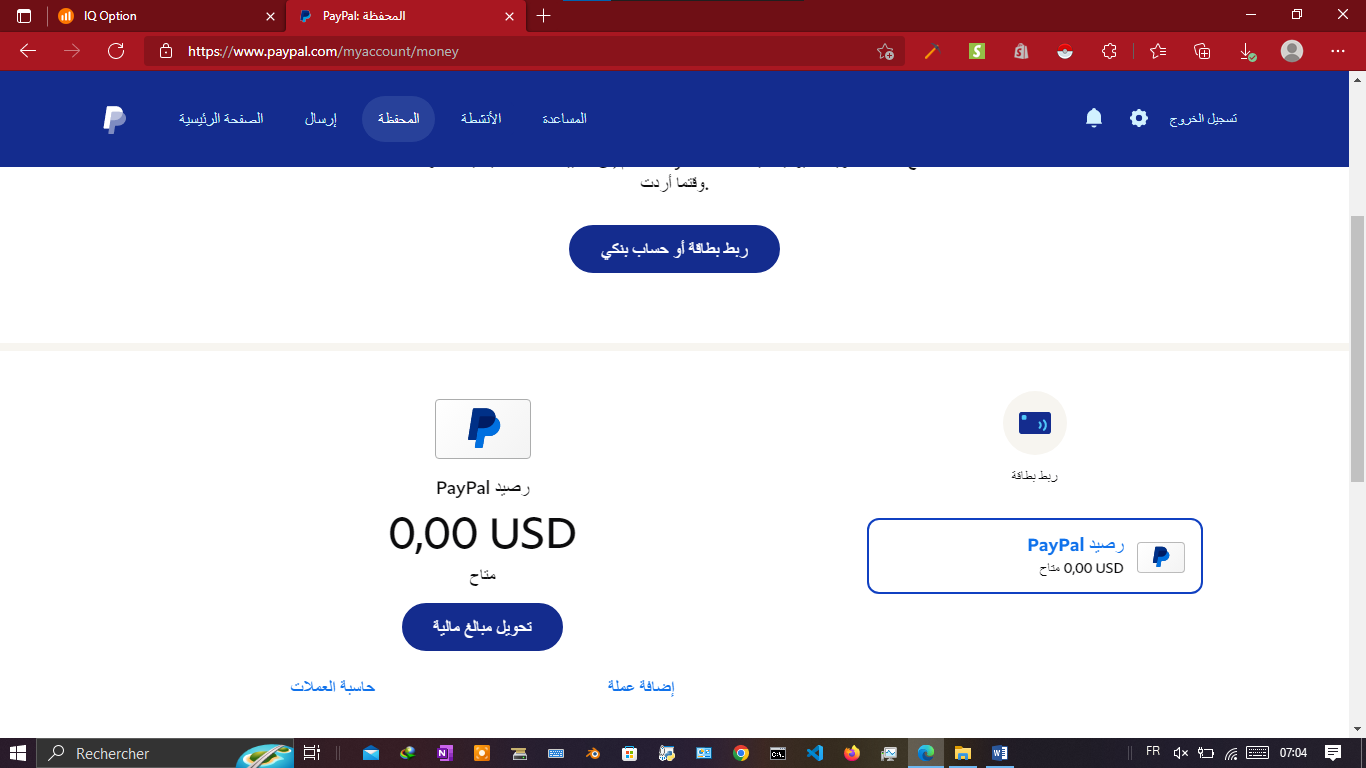 IQ Option
PayPal: المحفظة
https://www.paypal.com/myaccount/money
الصفحة الرئيسية
إرسال
المحفظة
الأنشطة
المساعدة
تسجيل الخروج
وقتما أردت.
ربط بطاقة أو حساب بنكي
رصيد PayPal
0,00 USD
متاح
تحويل مبالغ مالية
حاسبة العملات
إضافة عملة
ربط بطاقة
رصيد PayPal
0,00 USD متاح
Rechercher
FR
07:04